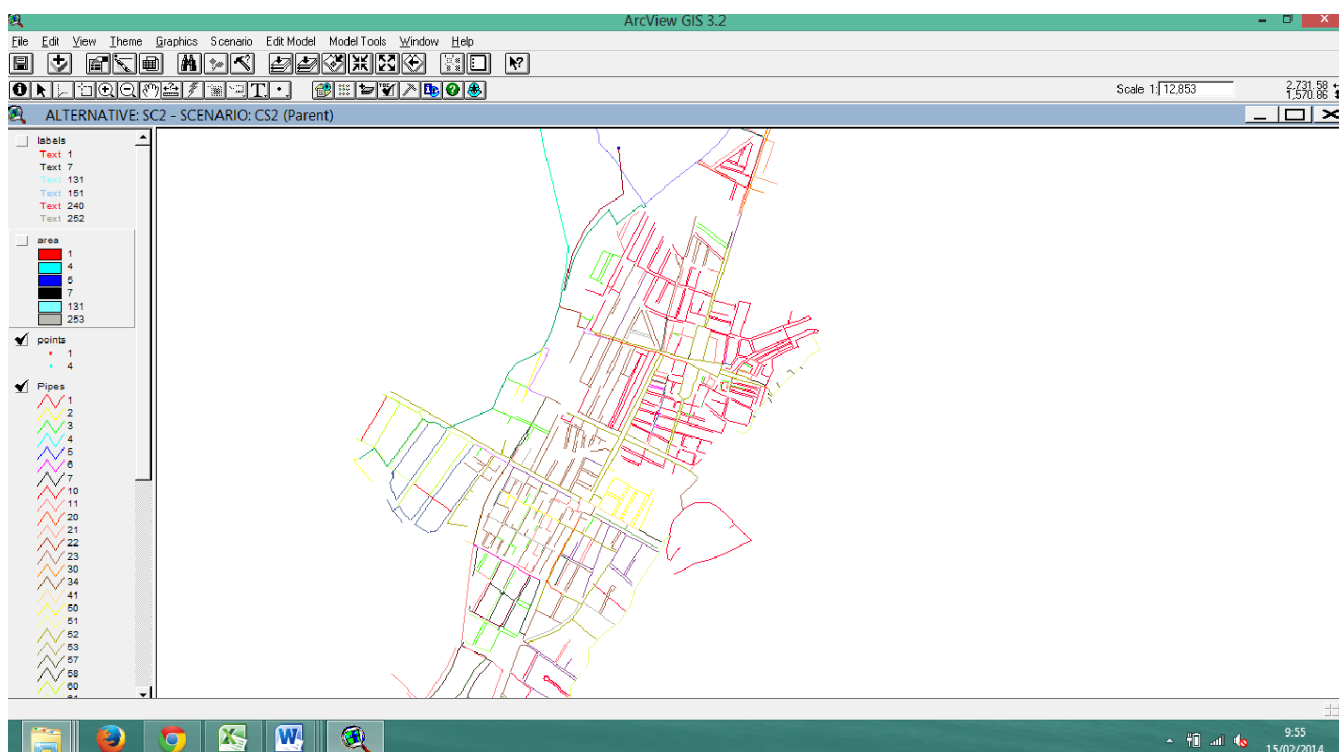 ArcView GIS 3.2
File Edit View Theme Graphics Scenario Edit Model Model Tools Window Help
Scale 1: 12,853
2,731.58
1,570.86
ALTERNATIVE: SC2 - SCENARIO: CS2 (Parent)
labels
Text 1
Text 7
Text 131
Text 151
Text 240
Text 252
area
1
4
5
7
131
253
points
1
4
Pipes
1
2
3
4
5
6
7
10
11
20
21
22
23
30
34
41
50
51
52
53
57
58
60
9:55
15/02/2014